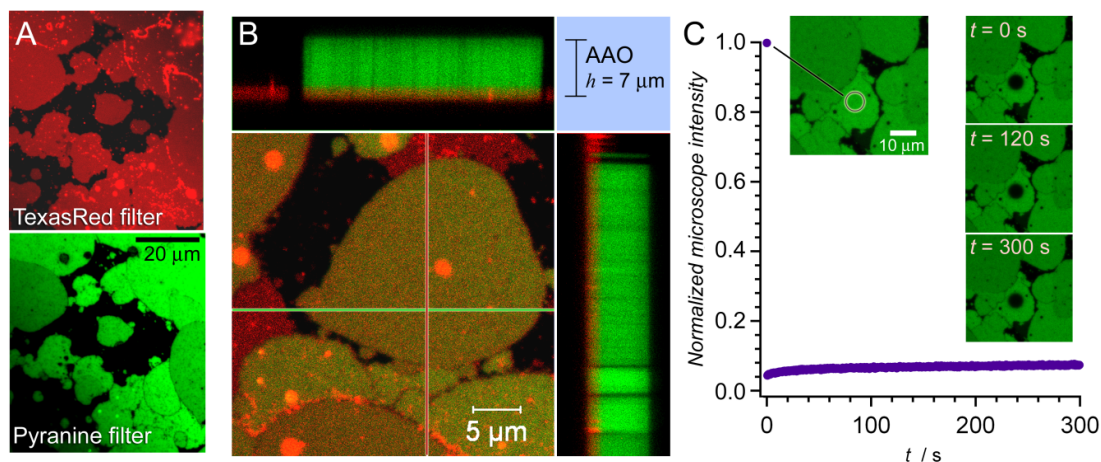 A
TexasRed filter
20 μm
Pyranine filter
B
AAO
h = 7 μm
5 μm
C
Normalized microscope intensity
1.0
0.8
0.6
0.4
0.2
0.0
10 μm
t = 0 s
t = 120 s
t = 300 s
0
100
200
300
t / s